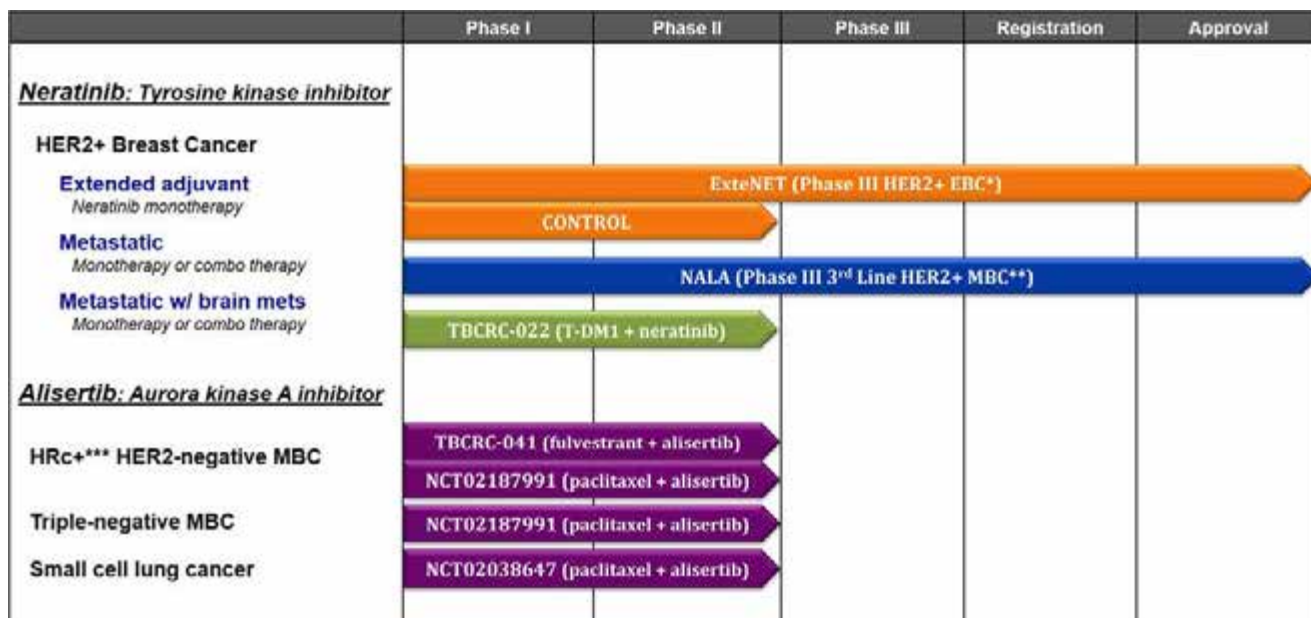 Phase I Phase II Phase III Registration Approval
Neratinib: Tyrosine kinase inhibitor
HER2+ Breast Cancer
Extended adjuvant
Neratinib monotherapy
ExteNET (Phase III HER2+ EBC*)
CONTROL
Metastatic
Monotherapy or combo therapy
NALA (Phase III 3rd Line HER2+ MBC**)
Metastatic w/ brain mets
Monotherapy or combo therapy
TBCRC-022 (T-DM1 + neratinib)
Alisertib: Aurora kinase A inhibitor
HRc+*** HER2-negative MBC
TBCRC-041 (fulvestrant + alisertib)
NCT02187991 (paclitaxel + alisertib)
Triple-negative MBC
NCT02187991 (paclitaxel + alisertib)
Small cell lung cancer
NCT02038647 (paclitaxel + alisertib)